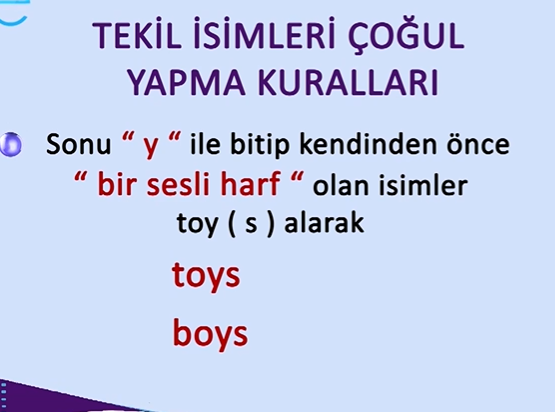 TEKİL İSİMLERİ ÇOĞUL
YAPMA KURALLARI
Sonu “ y “ ile bitip kendinden önce
“ bir sesli harf “ olan isimler
toy ( s ) alarak
toys
boys